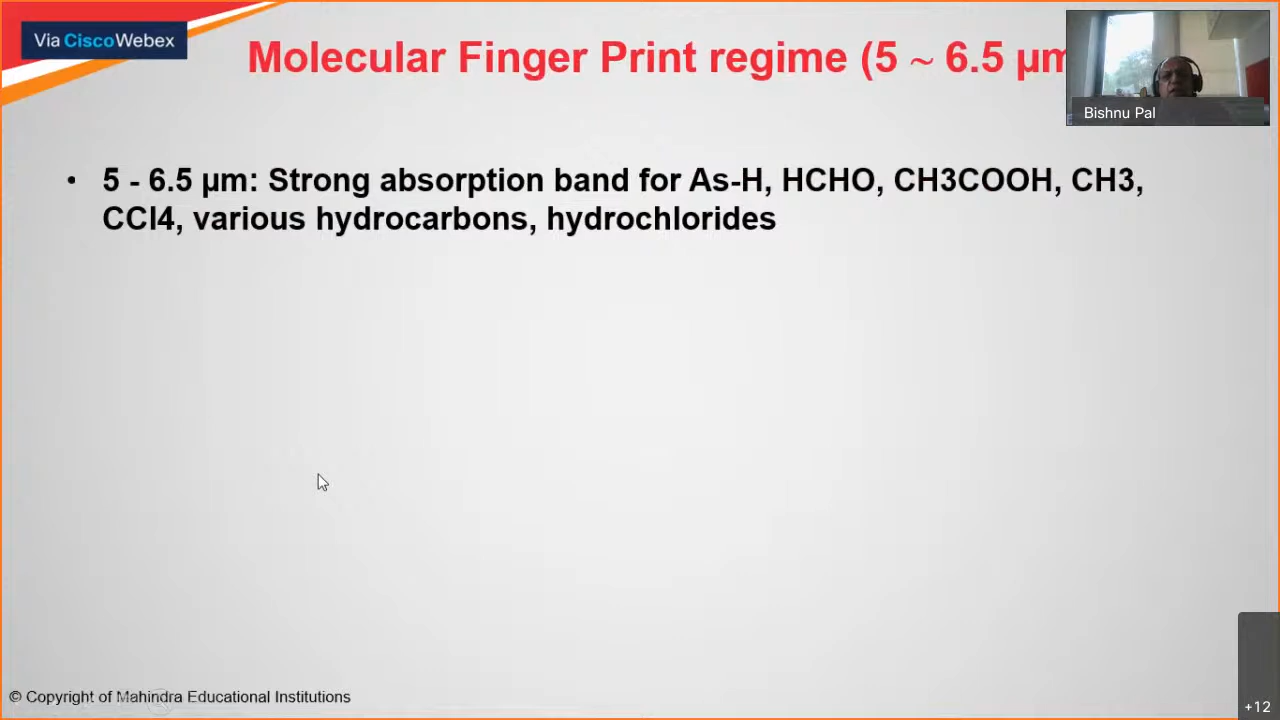 Via CiscoWebex
Molecular Finger Print regime (5 ~ 6.5 µm
Bishnu Pal
• 5 - 6.5 µm: Strong absorption band for As-H, HCHO, CH3COOH, CH3,
CCl4, various hydrocarbons, hydrochlorides
© Copyright of Mahindra Educational Institutions
+12